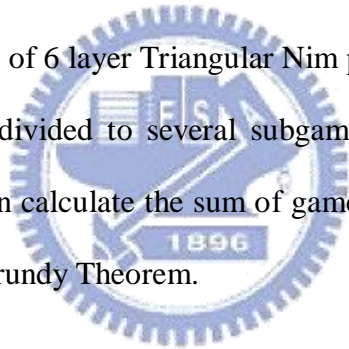 of 6 layer Triangular Nim p
divided to several subgam
n calculate the sum of game
rundy Theorem.
E S
1896